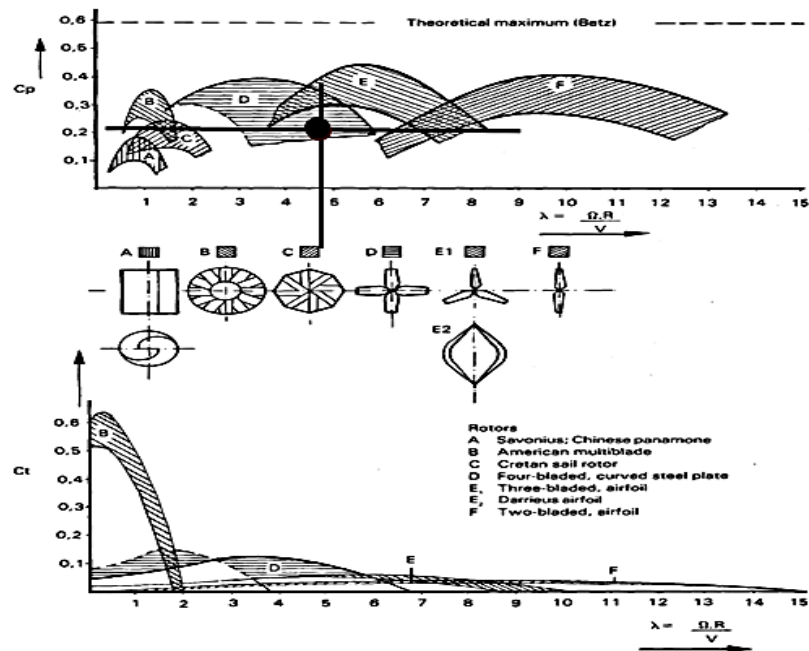 Theoretical maximum (Betz)
0.6
0.5
Cp
0.4
0.3
0.2
0.1
A
B
C
D
E
F
1 2 3 4 5 6 7 8 9 10 11 12 13 14 15
λ = Ω.R
V
A B C D E1 F
E2
Ct
0.6
0.5
0.4
0.3
0.2
0.1
B
D
E
F
Rotors
A Savonius; Chinese panamone
B American multiblade
C Cretan sail rotor
D Four-bladed, curved steel plate
E, Three-bladed, airfoil
E, Darrieus airfoil
F Two-bladed, airfoil
0 1 2 3 4 5 6 7 8 9 10 11 12 13 14 15
λ = Ω.R
V